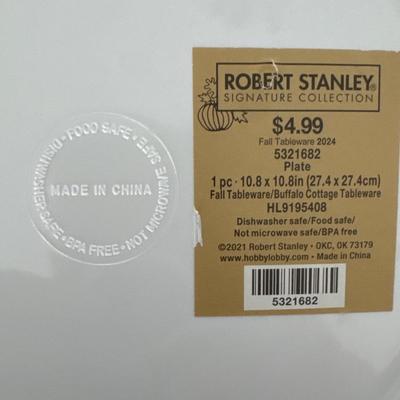 ROBERT STANLEY®
SIGNATURE COLLECTION
$4.99
Fall Tableware 2024
5321682
Plate
1 pc · 10.8 x 10.8in (27.4 x 27.4cm)
Fall Tableware/Buffalo Cottage Tableware
HL9195408
Dishwasher safe/Food safe/
Not microwave safe/BPA free
©2021 Robert Stanley · OKC, OK 73179
www.hobbylobby.com · Made in China
5321682
DISHWASHER SAFE · FOOD SAFE · NOT MICROWAVE SAFE · BPA FREE ·
MADE IN CHINA